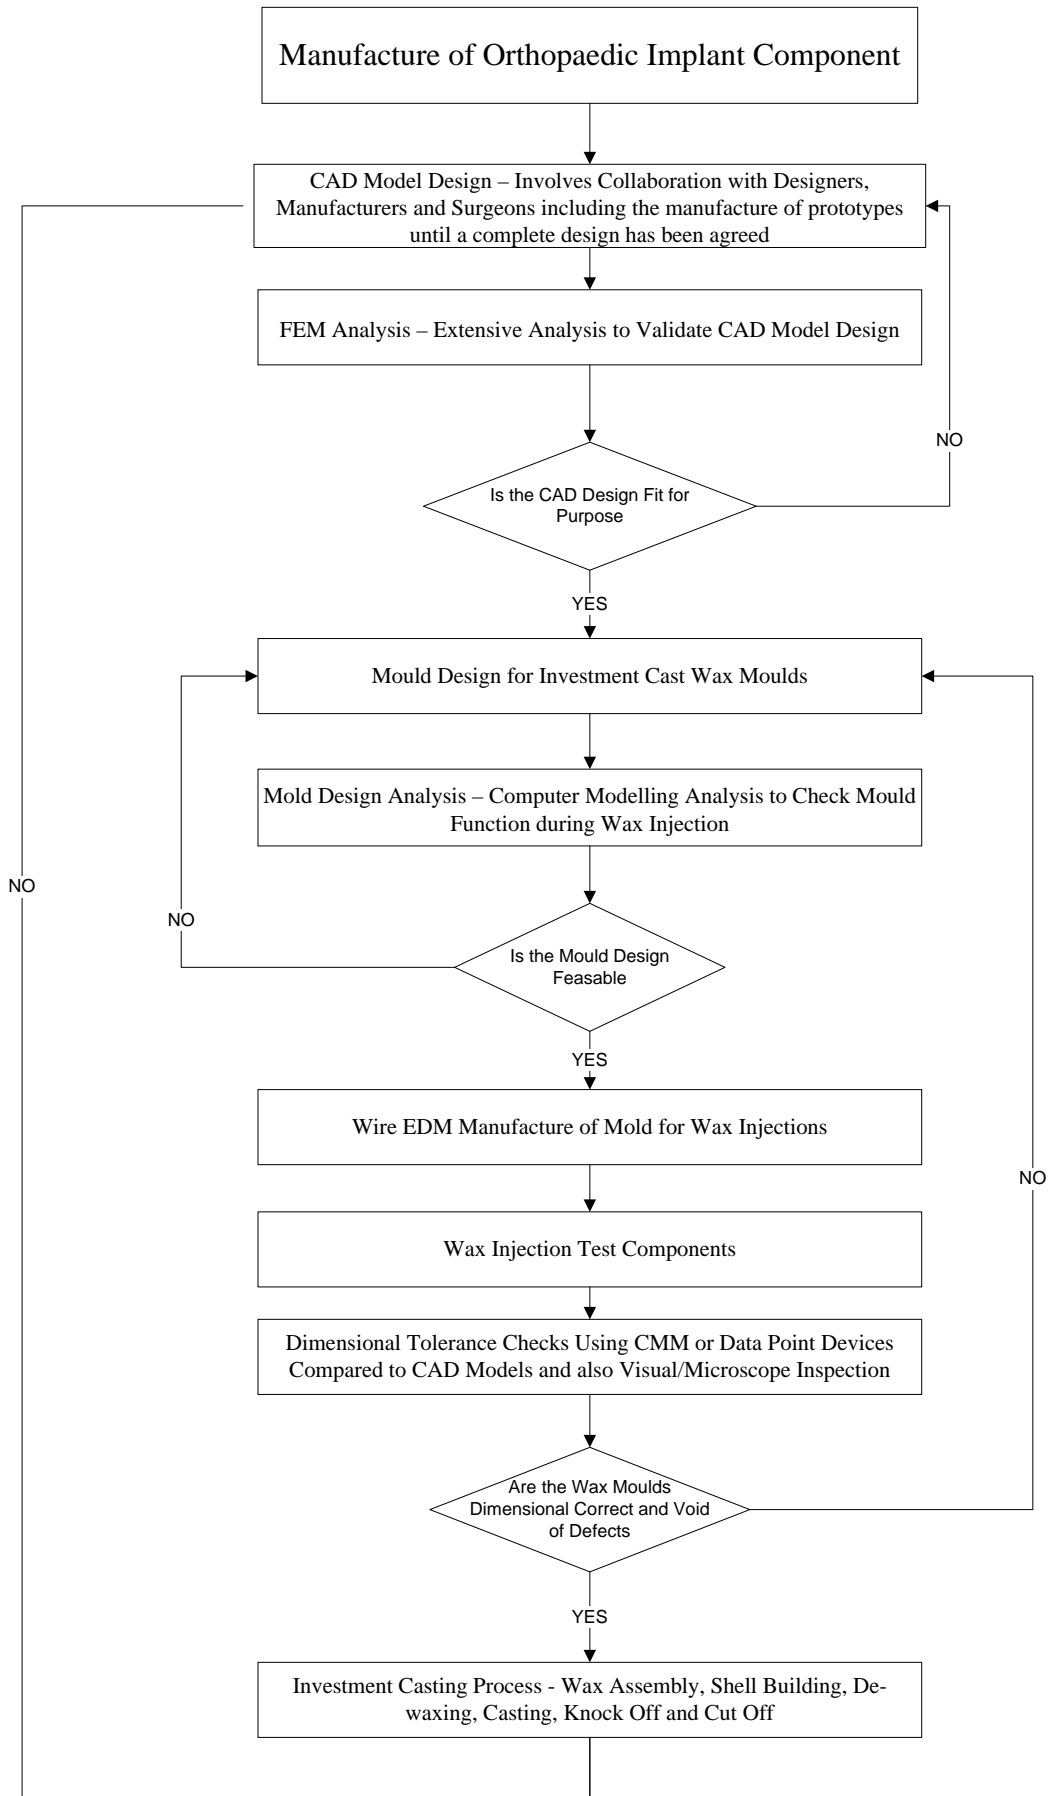 Manufacture of Orthopaedic Implant Component
CAD Model Design – Involves Collaboration with Designers,
Manufacturers and Surgeons including the manufacture of prototypes
until a complete design has been agreed
FEM Analysis – Extensive Analysis to Validate CAD Model Design
NO
Is the CAD Design Fit for
Purpose
YES
Mould Design for Investment Cast Wax Moulds
Mold Design Analysis – Computer Modelling Analysis to Check Mould
Function during Wax Injection
NO
NO
Is the Mould Design
Feasable
YES
Wire EDM Manufacture of Mold for Wax Injections
NO
Wax Injection Test Components
Dimensional Tolerance Checks Using CMM or Data Point Devices
Compared to CAD Models and also Visual/Microscope Inspection
Are the Wax Moulds
Dimensional Correct and Void
of Defects
YES
Investment Casting Process - Wax Assembly, Shell Building, De-
waxing, Casting, Knock Off and Cut Off